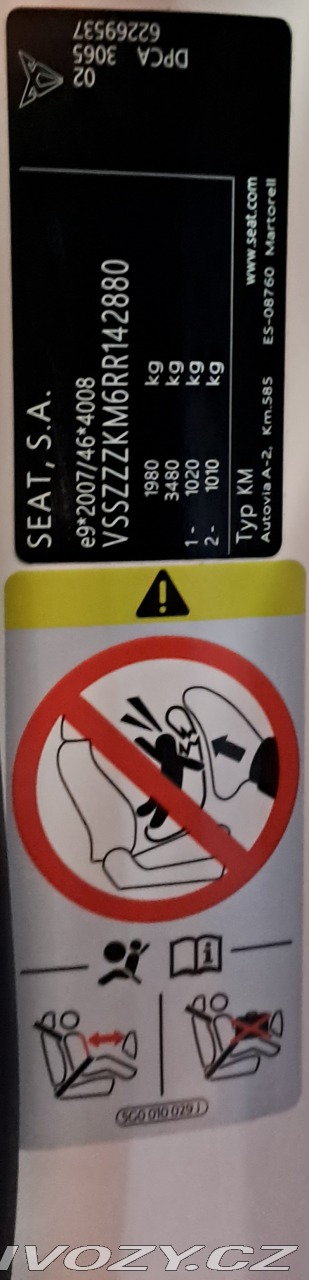 SEAT, S.A.
e9*2007/46*4008
VSSZZZKM6RR142880
1980 kg
3480 kg
1 - 1020 kg
2 - 1010 kg
Typ KM
www.seat.com
Autovia A-2, Km.585 ES-08760 Martorell
02
3065
DPCA
62269537
5G0 010 029 J
IVOZY.CZ